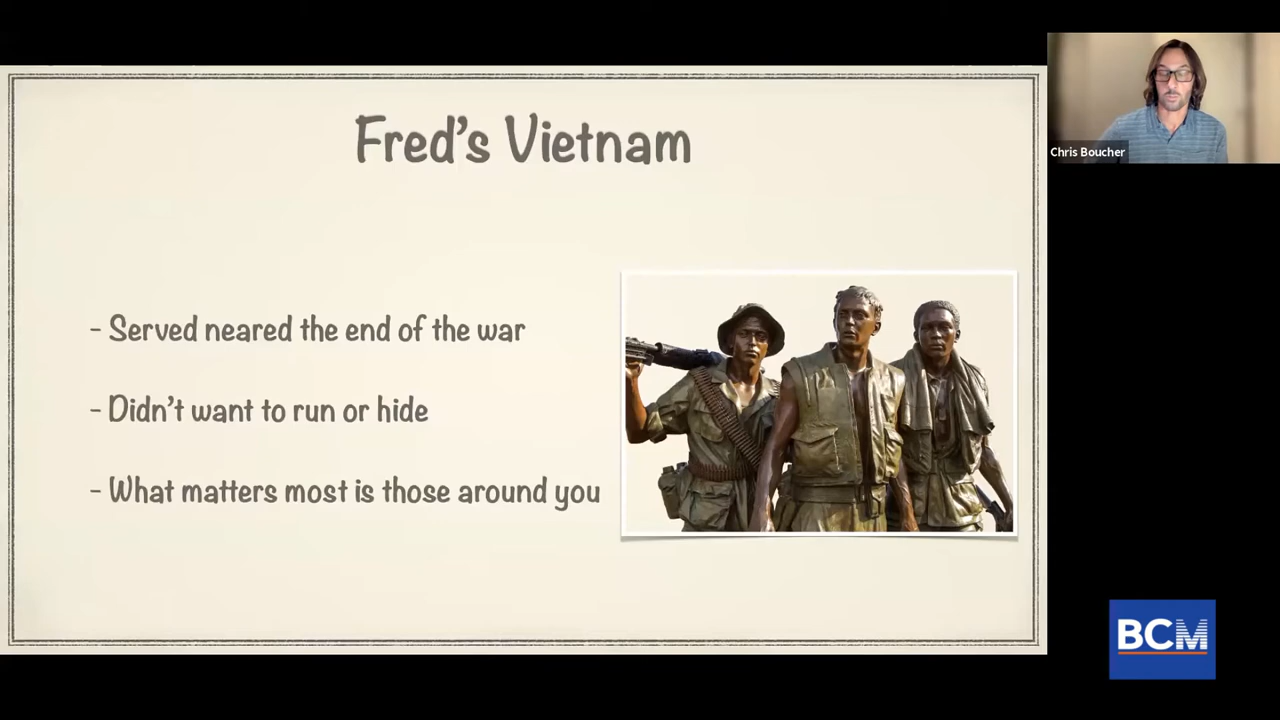 Fred's Vietnam
- Served neared the end of the war
- Didn't want to run or hide
- What matters most is those around you
Chris Boucher
BCM